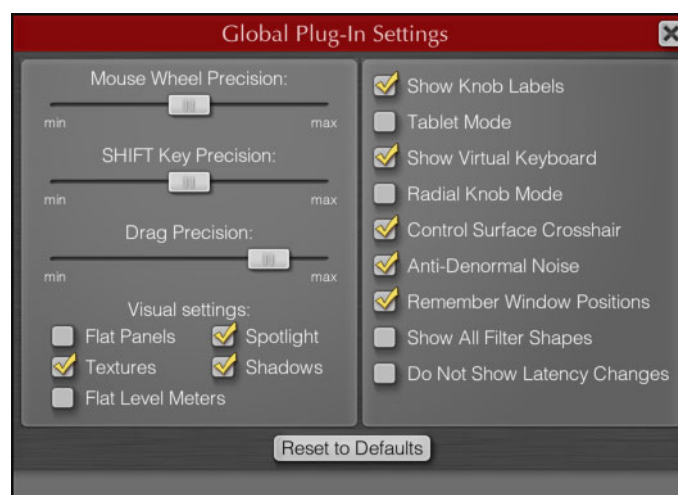 Global Plug-In Settings
Mouse Wheel Precision:
min max
SHIFT Key Precision:
min max
Drag Precision:
min max
Visual settings:
Flat Panels Spotlight
Textures Shadows
Flat Level Meters
Show Knob Labels
Tablet Mode
Show Virtual Keyboard
Radial Knob Mode
Control Surface Crosshair
Anti-Denormal Noise
Remember Window Positions
Show All Filter Shapes
Do Not Show Latency Changes
Reset to Defaults